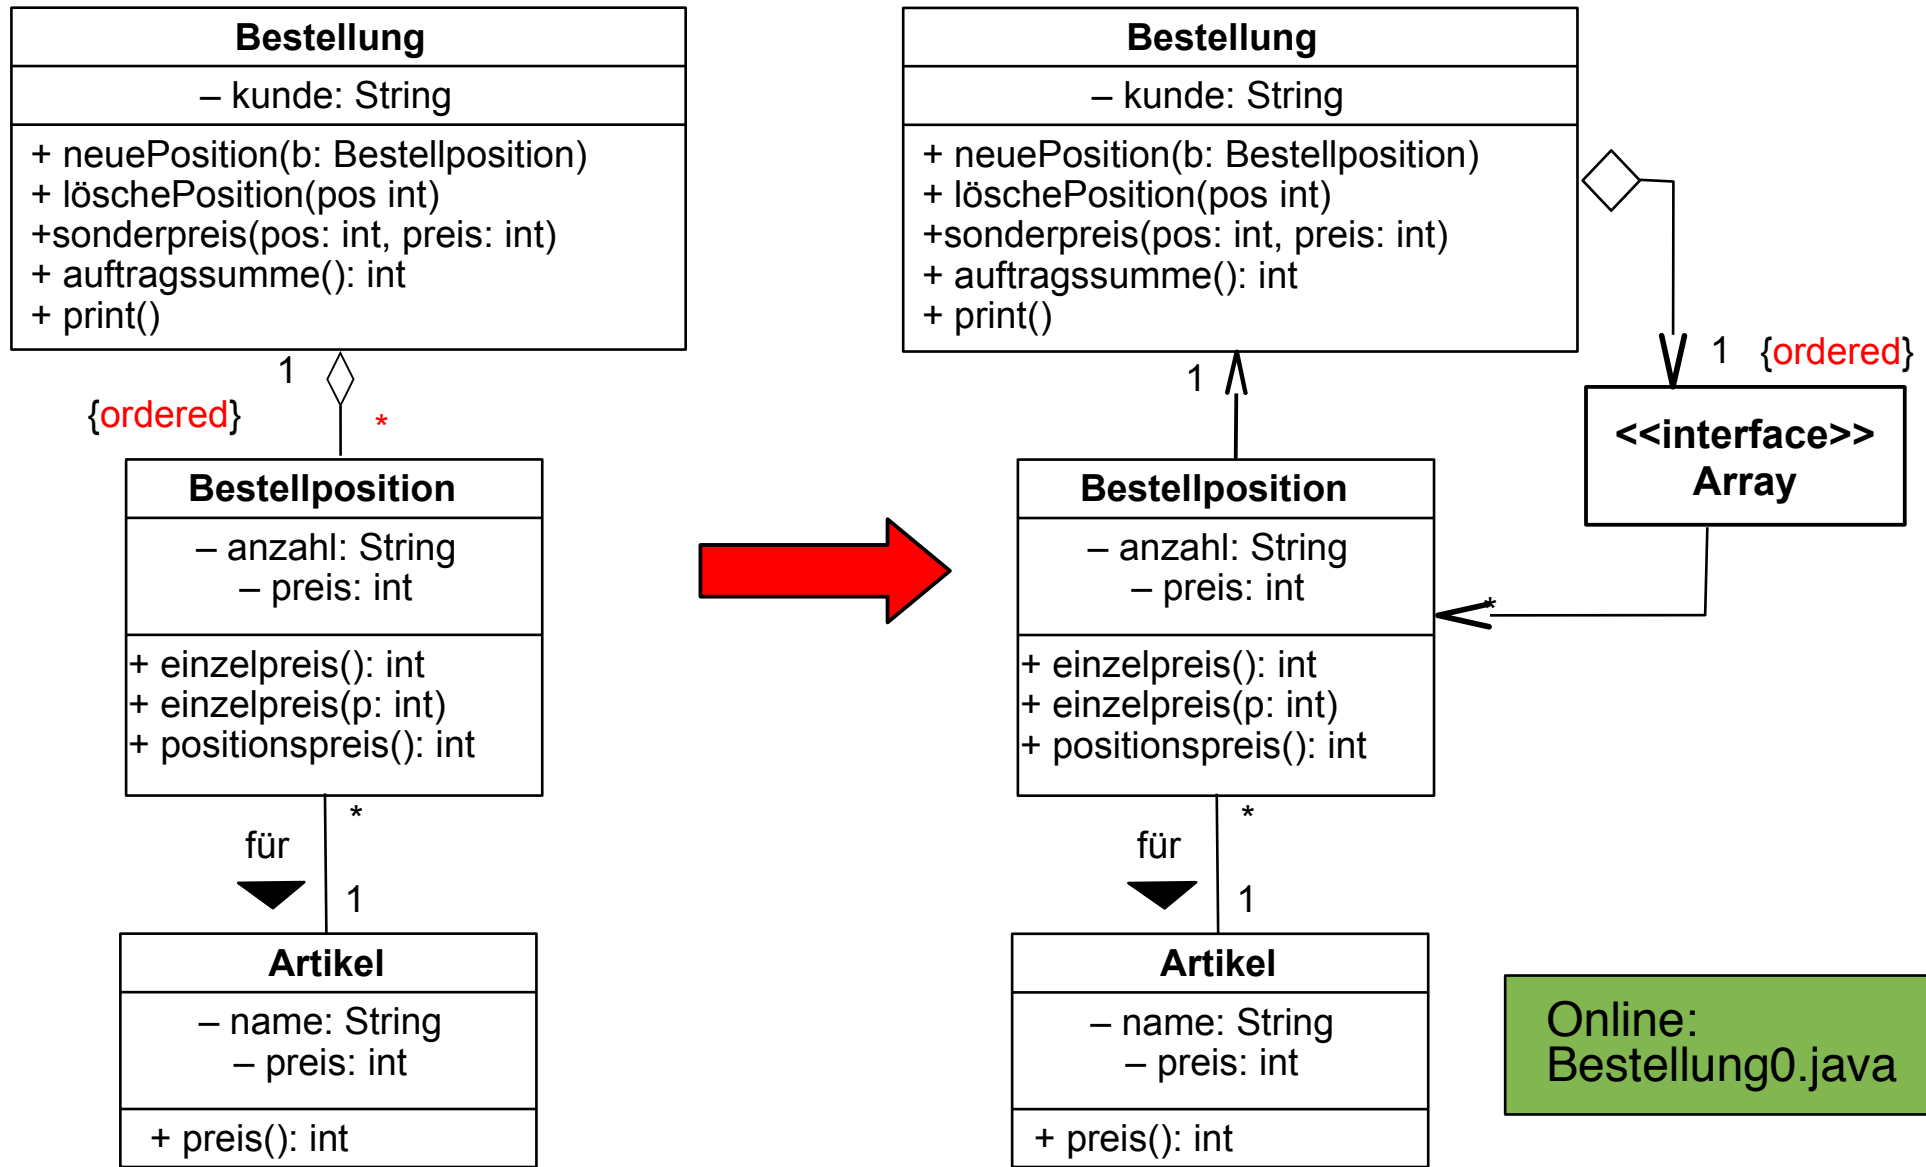 Bestellung
– kunde: String
+ neuePosition(b: Bestellposition)
+ löschePosition(pos int)
+sonderpreis(pos: int, preis: int)
+ auftragssumme(): int
+ print()
1
{ordered}
*
Bestellposition
– anzahl: String
– preis: int
+ einzelpreis(): int
+ einzelpreis(p: int)
+ positionspreis(): int
*
für
1
Artikel
– name: String
– preis: int
+ preis(): int
Bestellung
– kunde: String
+ neuePosition(b: Bestellposition)
+ löschePosition(pos int)
+sonderpreis(pos: int, preis: int)
+ auftragssumme(): int
+ print()
1
1 {ordered}
<<interface>>
Array
*
Bestellposition
– anzahl: String
– preis: int
+ einzelpreis(): int
+ einzelpreis(p: int)
+ positionspreis(): int
*
für
1
Artikel
– name: String
– preis: int
+ preis(): int
Online:
Bestellung0.java